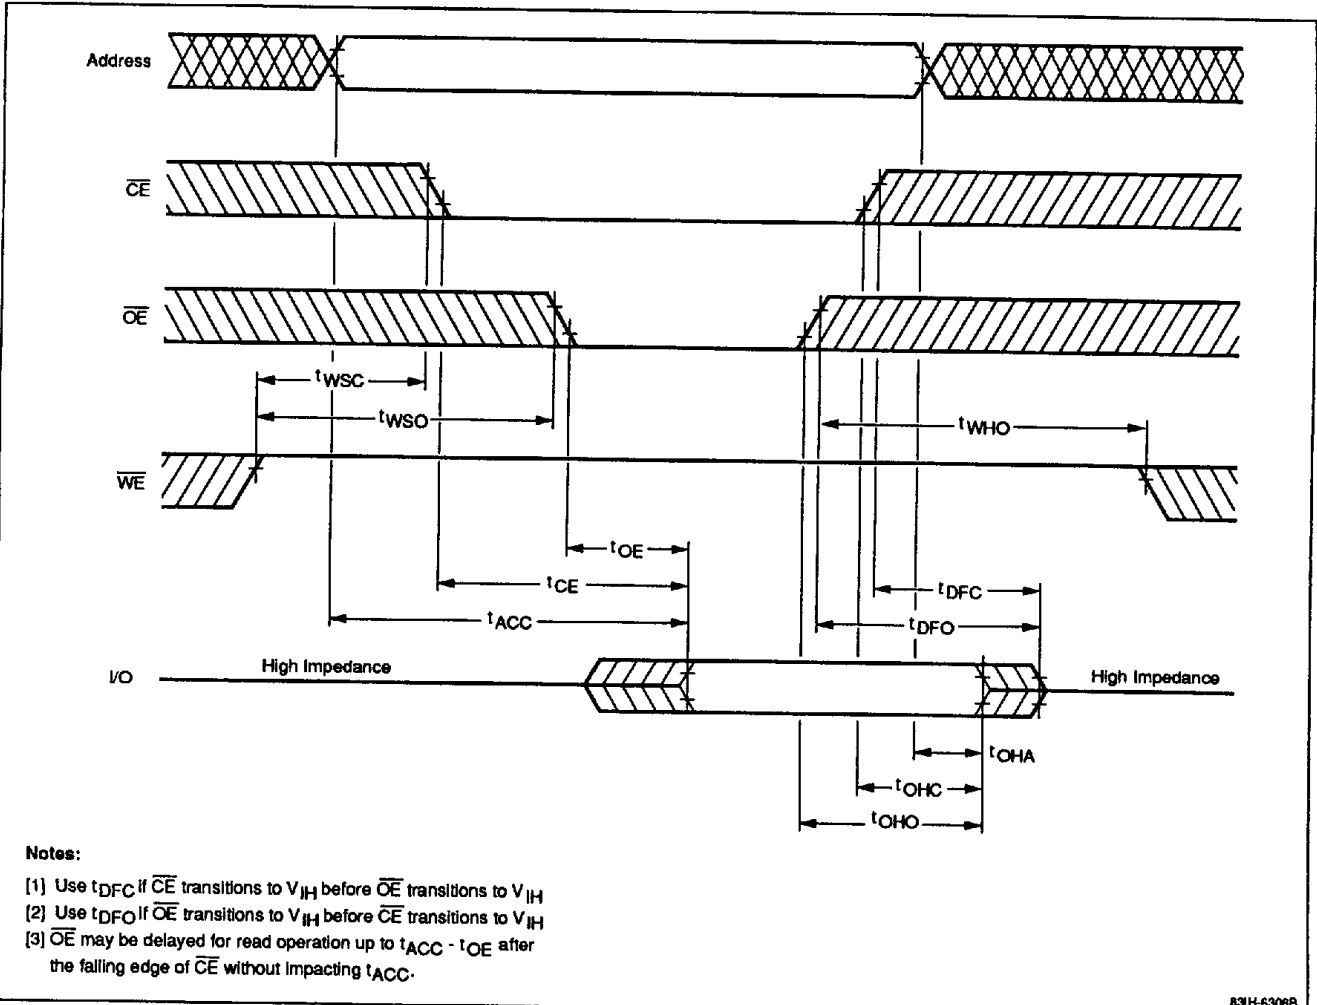 Address
CE
OE
tWSC
tWSO
tWHO
WE
tOE
tCE
tDFC
tACC
tDFO
High Impedance
I/O
High Impedance
tOHA
tOHC
tOHO
Notes:
[1] Use tDFC if CE transitions to VIH before OE transitions to VIH
[2] Use tDFO if OE transitions to VIH before CE transitions to VIH
[3] OE may be delayed for read operation up to tACC - tOE after
the falling edge of CE without impacting tACC.
83IH-6306B